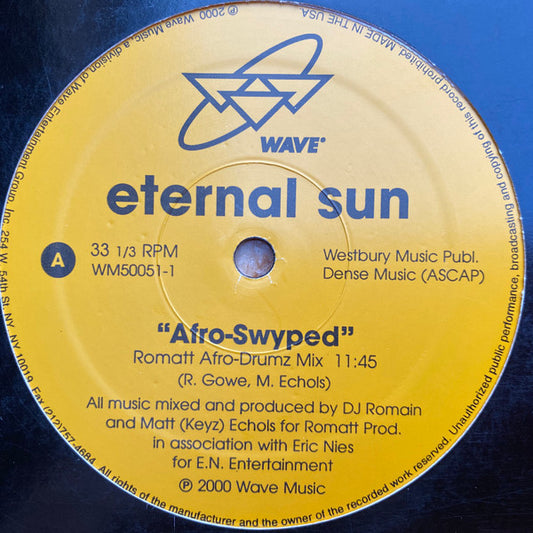 WAVE®
eternal sun
A
33 1/3 RPM
WM50051-1
Westbury Music Publ.
Dense Music (ASCAP)
"Afro-Swyped"
Romatt Afro-Drumz Mix 11:45
(R. Gowe, M. Echols)
All music mixed and produced by DJ Romain
and Matt (Keyz) Echols for Romatt Prod.
in association with Eric Nies
for E.N. Entertainment
℗ 2000 Wave Music
℗ 2000 Wave Music, a division of Wave Entertainment Group, Inc. 254 W. 54th St. NY, NY, 10019, Fax (212)757-4684. All rights of the manufacturer and the owner of the recorded work reserved. Unauthorized public performance, broadcasting and copying of this record prohibited. MADE IN THE USA